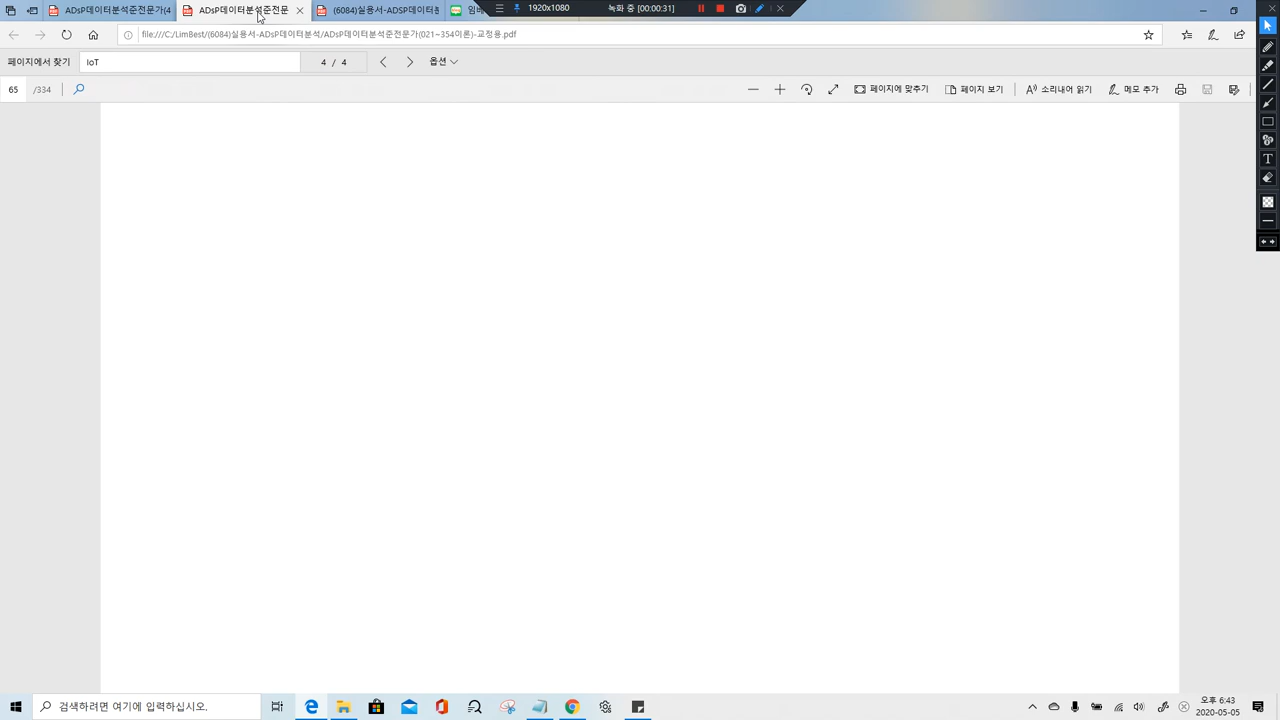 ADsP데이터분석준전문가(4
ADsP데이터분석준전문
(6084)실용서-ADSP데이터분
1920x1080
녹화 중 [00:00:31]
file:///C:/LimBest/(6084)실용서-ADsP데이터분석/ADsP데이터분석준전문가(021~354이론)-교정용.pdf
페이지에서 찾기
IoT
4 / 4
옵션
65 /334
페이지에 맞추기
페이지 보기
소리내어 읽기
메모 추가
검색하려면 여기에 입력하십시오.
오후 6:43
2020-05-05